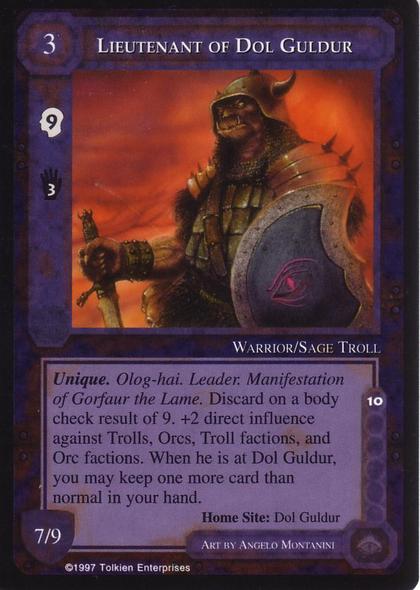 3
LIEUTENANT OF DOL GULDUR
9
3
WARRIOR/SAGE TROLL
Unique. Olog-hai. Leader. Manifestation
of Gorfaur the Lame. Discard on a body
check result of 9. +2 direct influence
against Trolls, Orcs, Troll factions, and
Orc factions. When he is at Dol Guldur,
you may keep one more card than
normal in your hand.
Home Site: Dol Guldur
10
7/9
ART BY ANGELO MONTANINI
©1997 Tolkien Enterprises